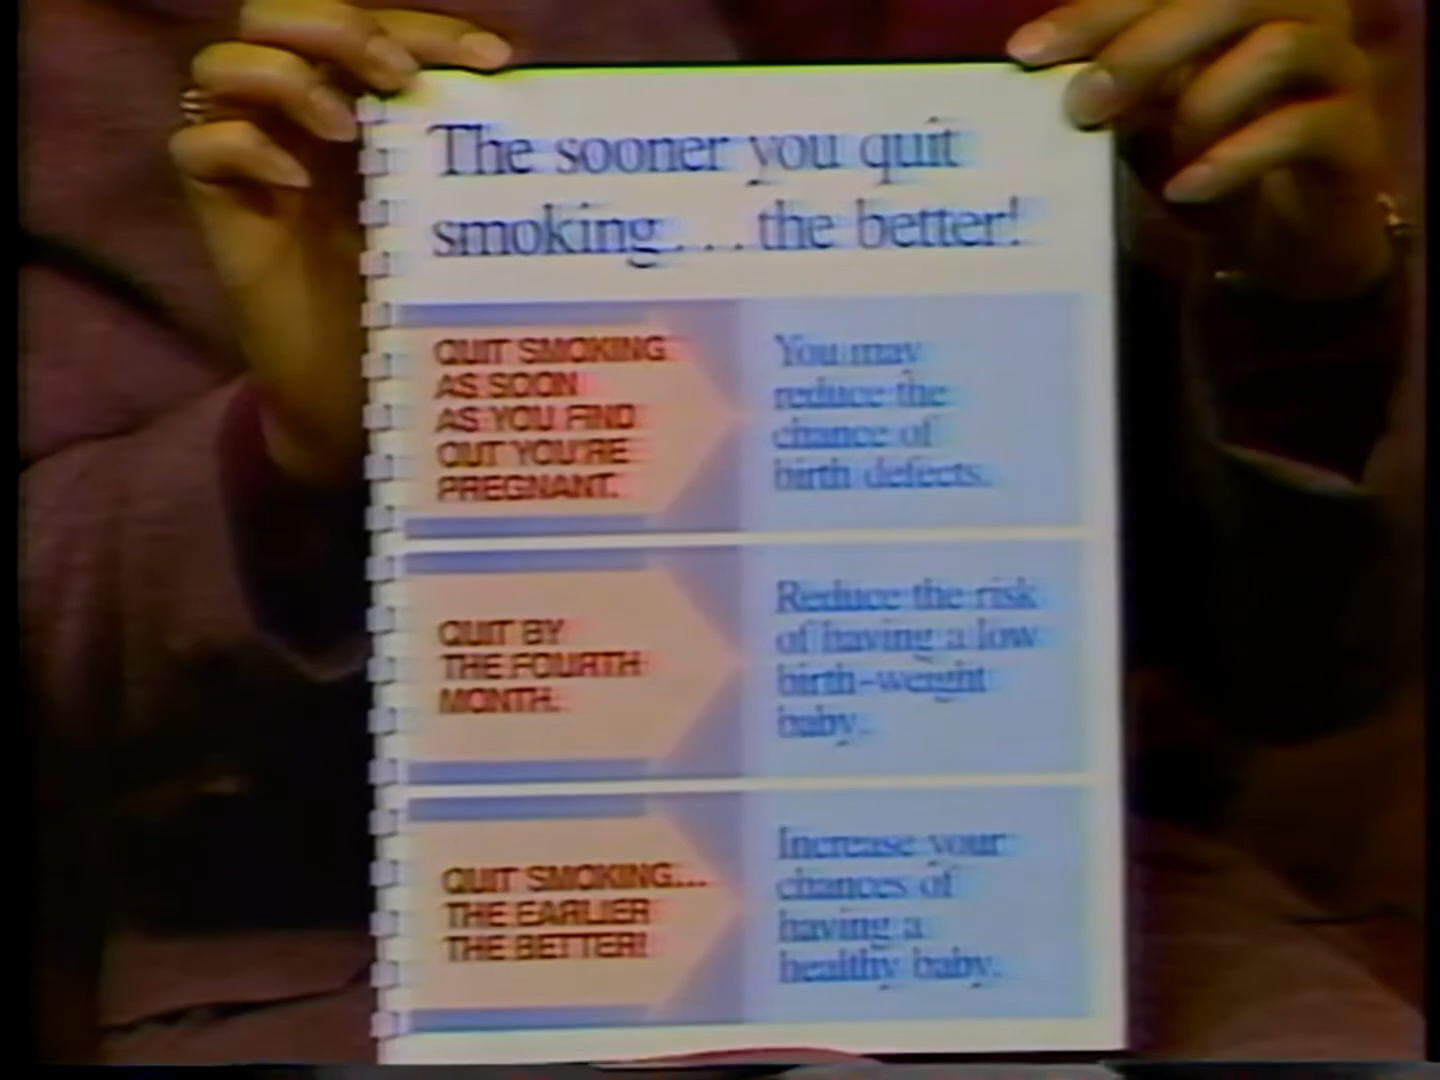 The sooner you quit
smoking . . . the better!
QUIT SMOKING
AS SOON
AS YOU FIND
OUT YOU'RE
PREGNANT.
You may
reduce the
chance of
birth defects.
QUIT BY
THE FOURTH
MONTH.
Reduce the risk
of having a low
birth-weight
baby.
QUIT SMOKING...
THE EARLIER
THE BETTER!
Increase your
chances of
having a
healthy baby.